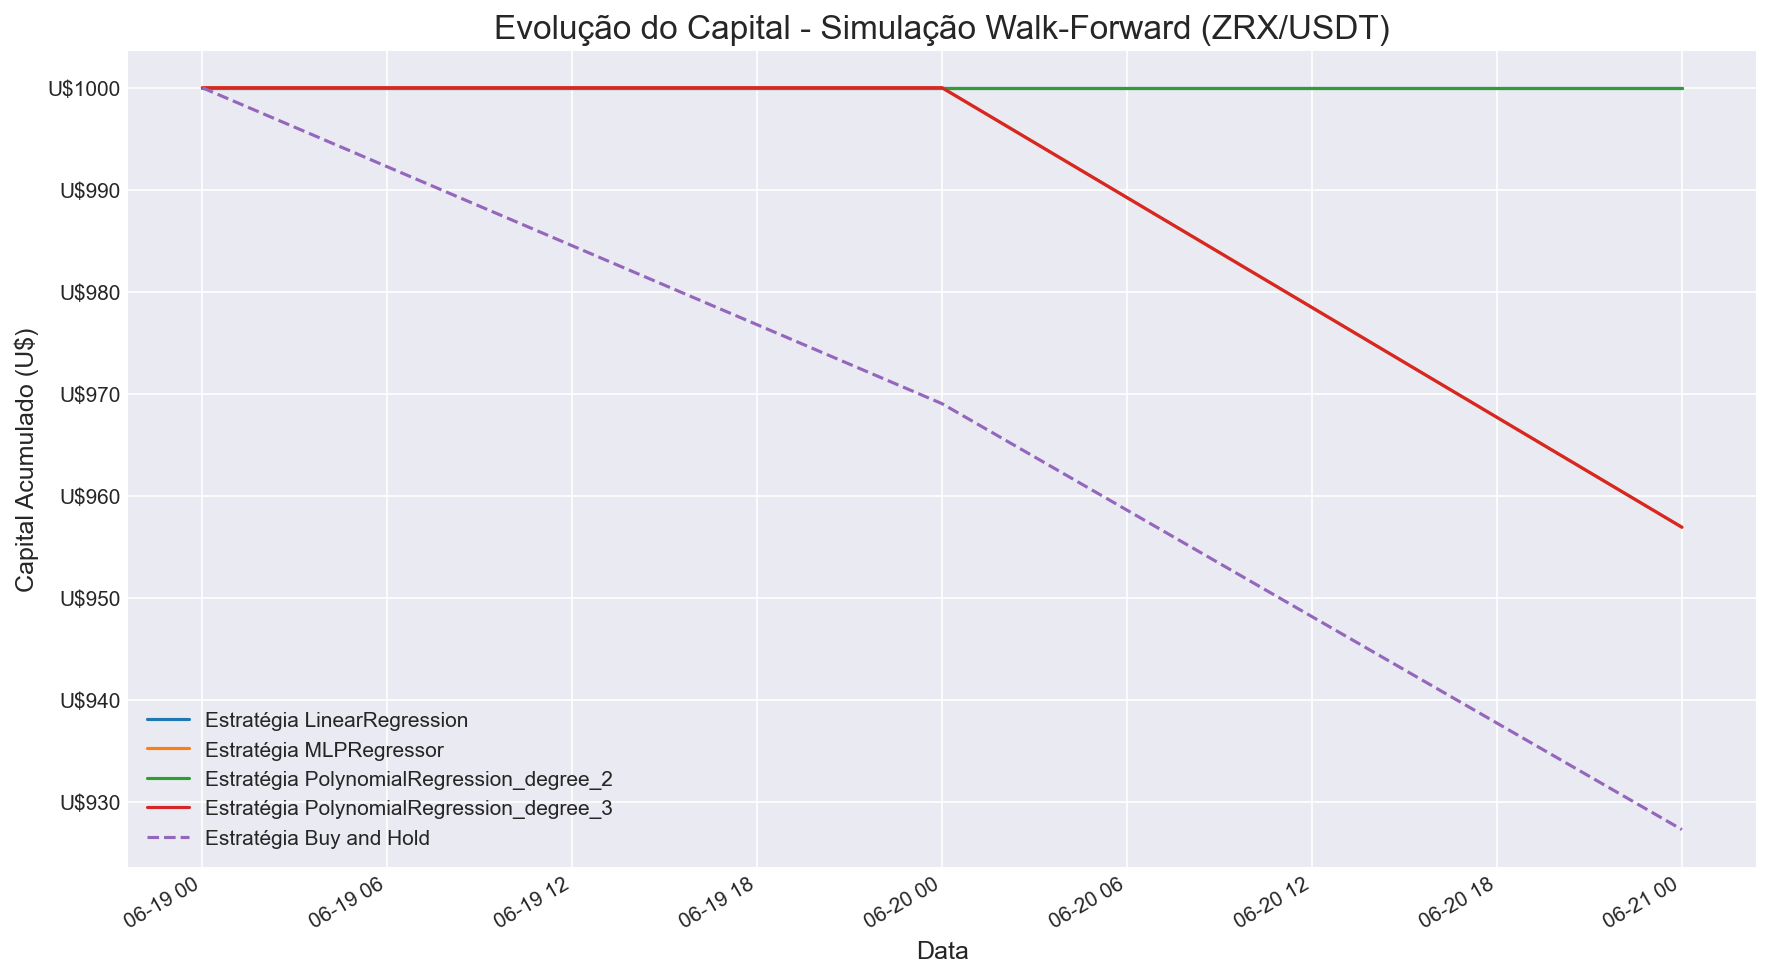 Evolução do Capital - Simulação Walk-Forward (ZRX/USDT)
U$1000
U$990
U$980
U$970
U$960
U$950
U$940
U$930
Capital Acumulado (U$)
Estratégia LinearRegression
Estratégia MLPRegressor
Estratégia PolynomialRegression_degree_2
Estratégia PolynomialRegression_degree_3
Estratégia Buy and Hold
06-19 00
06-19 06
06-19 12
06-19 18
06-20 00
06-20 06
06-20 12
06-20 18
06-21 00
Data